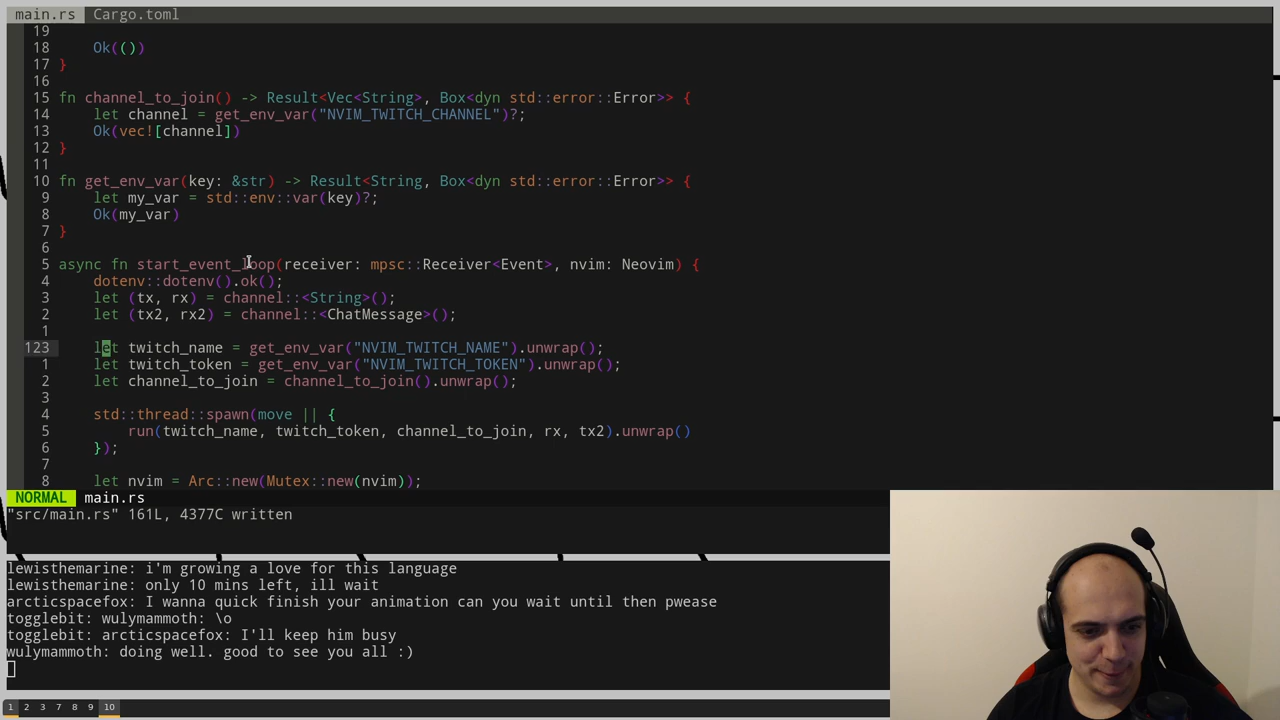 main.rs Cargo.toml
19
18 Ok(())
17 }
16
15 fn channel_to_join() -> Result<Vec<String>, Box<dyn std::error::Error>> {
14 let channel = get_env_var("NVIM_TWITCH_CHANNEL")?;
13 Ok(vec![channel])
12 }
11
10 fn get_env_var(key: &str) -> Result<String, Box<dyn std::error::Error>> {
9 let my_var = std::env::var(key)?;
8 Ok(my_var)
7 }
6
5 async fn start_event_loop(receiver: mpsc::Receiver<Event>, nvim: Neovim) {
4 dotenv::dotenv().ok();
3 let (tx, rx) = channel::<String>();
2 let (tx2, rx2) = channel::<ChatMessage>();
1
123 let twitch_name = get_env_var("NVIM_TWITCH_NAME").unwrap();
1 let twitch_token = get_env_var("NVIM_TWITCH_TOKEN").unwrap();
2 let channel_to_join = channel_to_join().unwrap();
3
4 std::thread::spawn(move || {
5 run(twitch_name, twitch_token, channel_to_join, rx, tx2).unwrap()
6 });
7
8 let nvim = Arc::new(Mutex::new(nvim));
NORMAL main.rs
"src/main.rs" 161L, 4377C written
lewisthemarine: i'm growing a love for this language
lewisthemarine: only 10 mins left, ill wait
arcticspacefox: I wanna quick finish your animation can you wait until then pwease
togglebit: wulymammoth: \o
togglebit: arcticspacefox: I'll keep him busy
wulymammoth: doing well. good to see you all :)
1 2 3 7 8 9 10